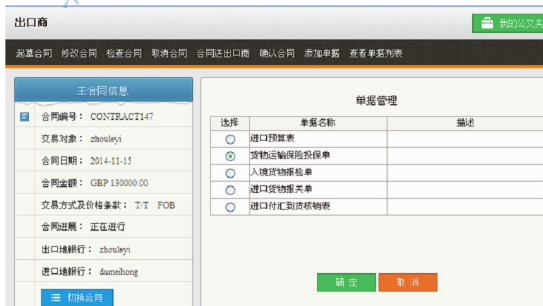 出口商
我的公文夹
起草合同 修改合同 检查合同 取消合同 合同送出口商 确认合同 添加单据 查看单据列表
主合同信息
合同编号： CONTRACT147
交易对象： zhouleyi
合同日期： 2014-11-15
合同金额： GBP 130000.00
交易方式及价格条款： T/T FOB
合同进展： 正在进行
出口地银行： zhouleyi
进口地银行： dumeihong
切换合同
单据管理
选择 单据名称 描述
进口预算表
货物运输保险投保单
入境货物报检单
进口货物报关单
进口付汇到货核销表
确定 取消